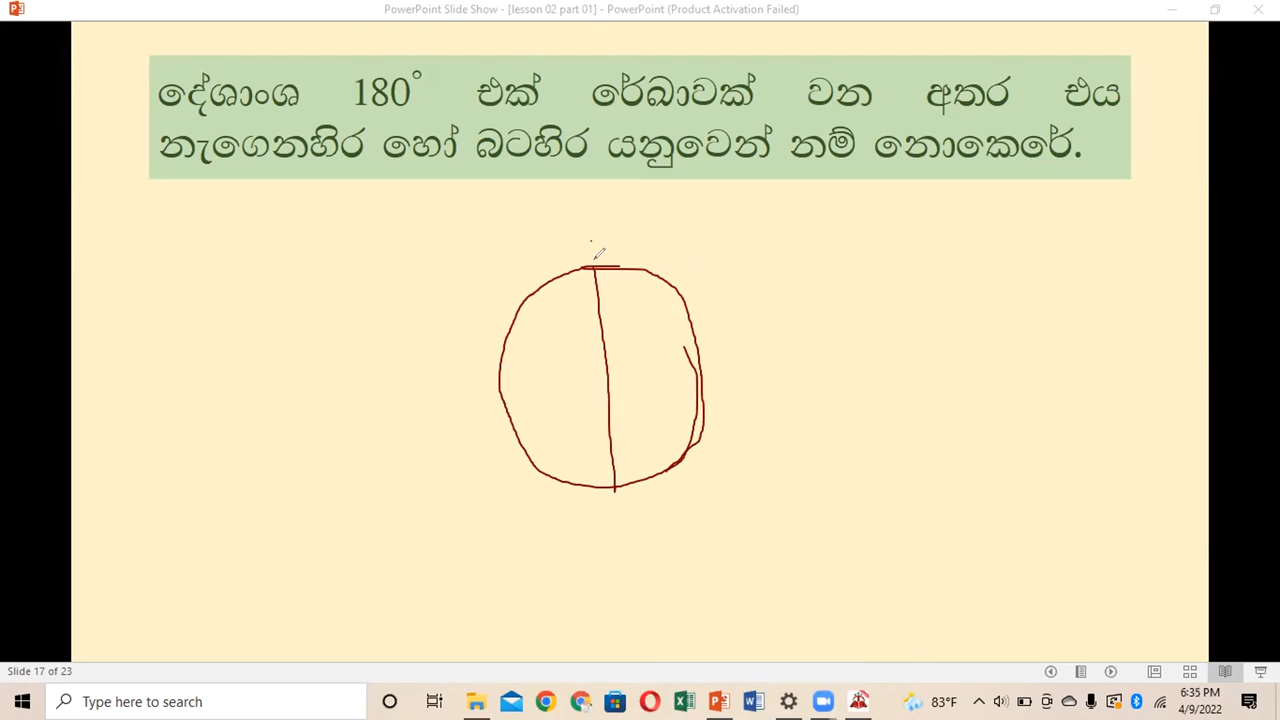 PowerPoint Slide Show - [lesson 02 part 01] - PowerPoint (Product Activation Failed)
දේශාංශ 180° එක් රේඛාවක් වන අතර එය
නැගෙනහිර හෝ බටහිර යනුවෙන් නම් නොකෙරේ.
Slide 17 of 23
Type here to search
83°F
6:35 PM
4/9/2022